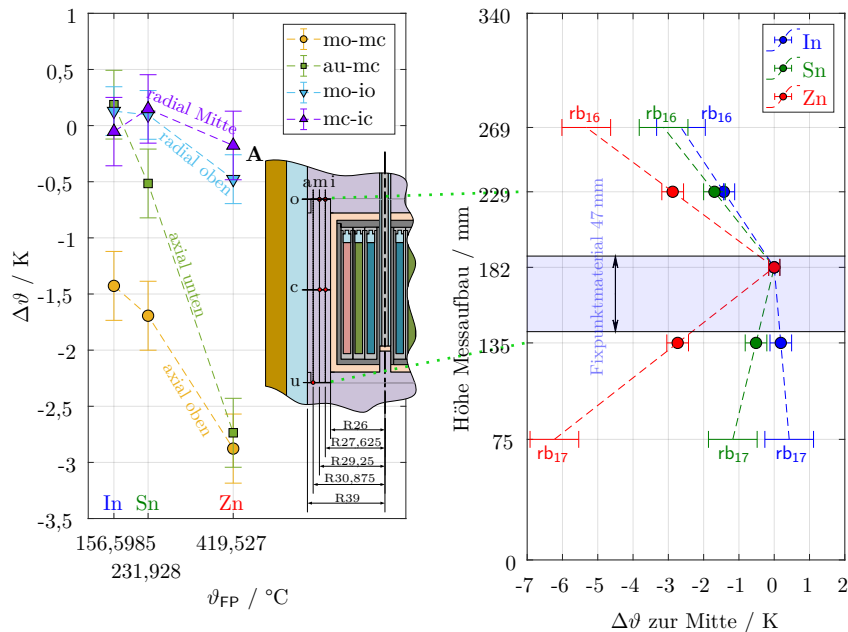 1
0,5
0
-0,5
-1
-1,5
-2
-2,5
-3
-3,5
Δϑ / K
156,5985
231,928
419,527
ϑFP / °C
In
Sn
Zn
mo-mc
au-mc
mo-io
mc-ic
radial Mitte
radial oben
axial unten
axial oben
A
a m i
o
c
u
R26
R27,625
R29,25
R30,875
R39
340
269
229
182
135
75
0
Höhe Messaufbau / mm
-7
-6
-5
-4
-3
-2
-1
0
1
Δϑ zur Mitte / K
In
Sn
Zn
rb16
rb16
rb16
Fixpunktmaterial 47 mm
rb17
rb17
rb17